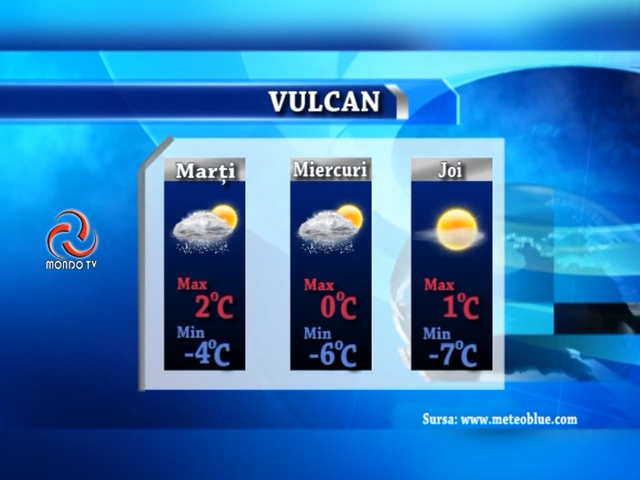 VULCAN
Marți
Miercuri
Joi
Max
2°C
Min
-4°C
Max
0°C
Min
-6°C
Max
1°C
Min
-7°C
MONDO TV
Sursa: www.meteoblue.com